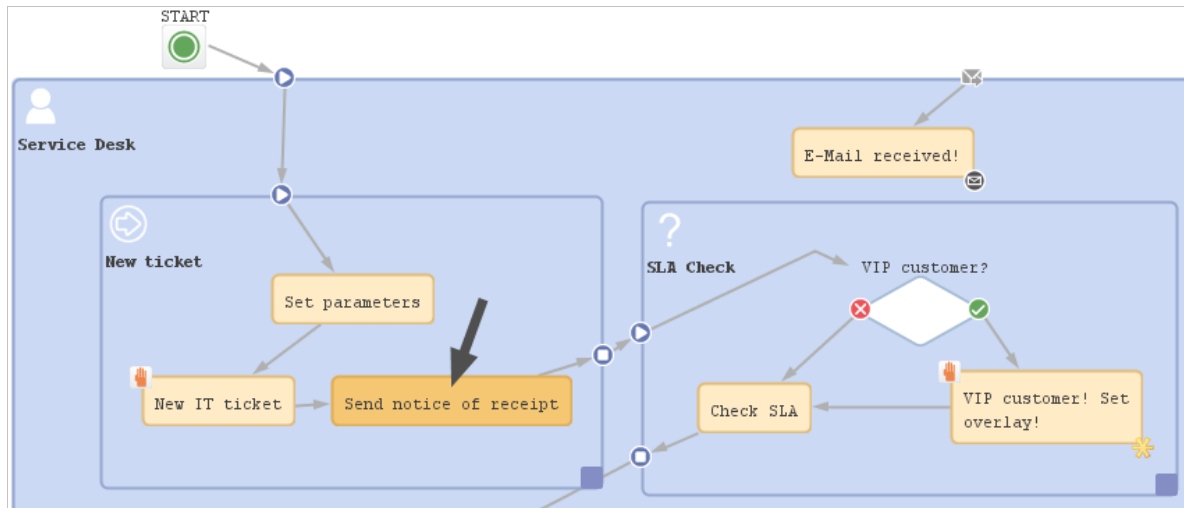 START
Service Desk
E-Mail received!
New ticket
SLA Check
VIP customer?
Set parameters
New IT ticket
Send notice of receipt
Check SLA
VIP customer! Set
overlay!